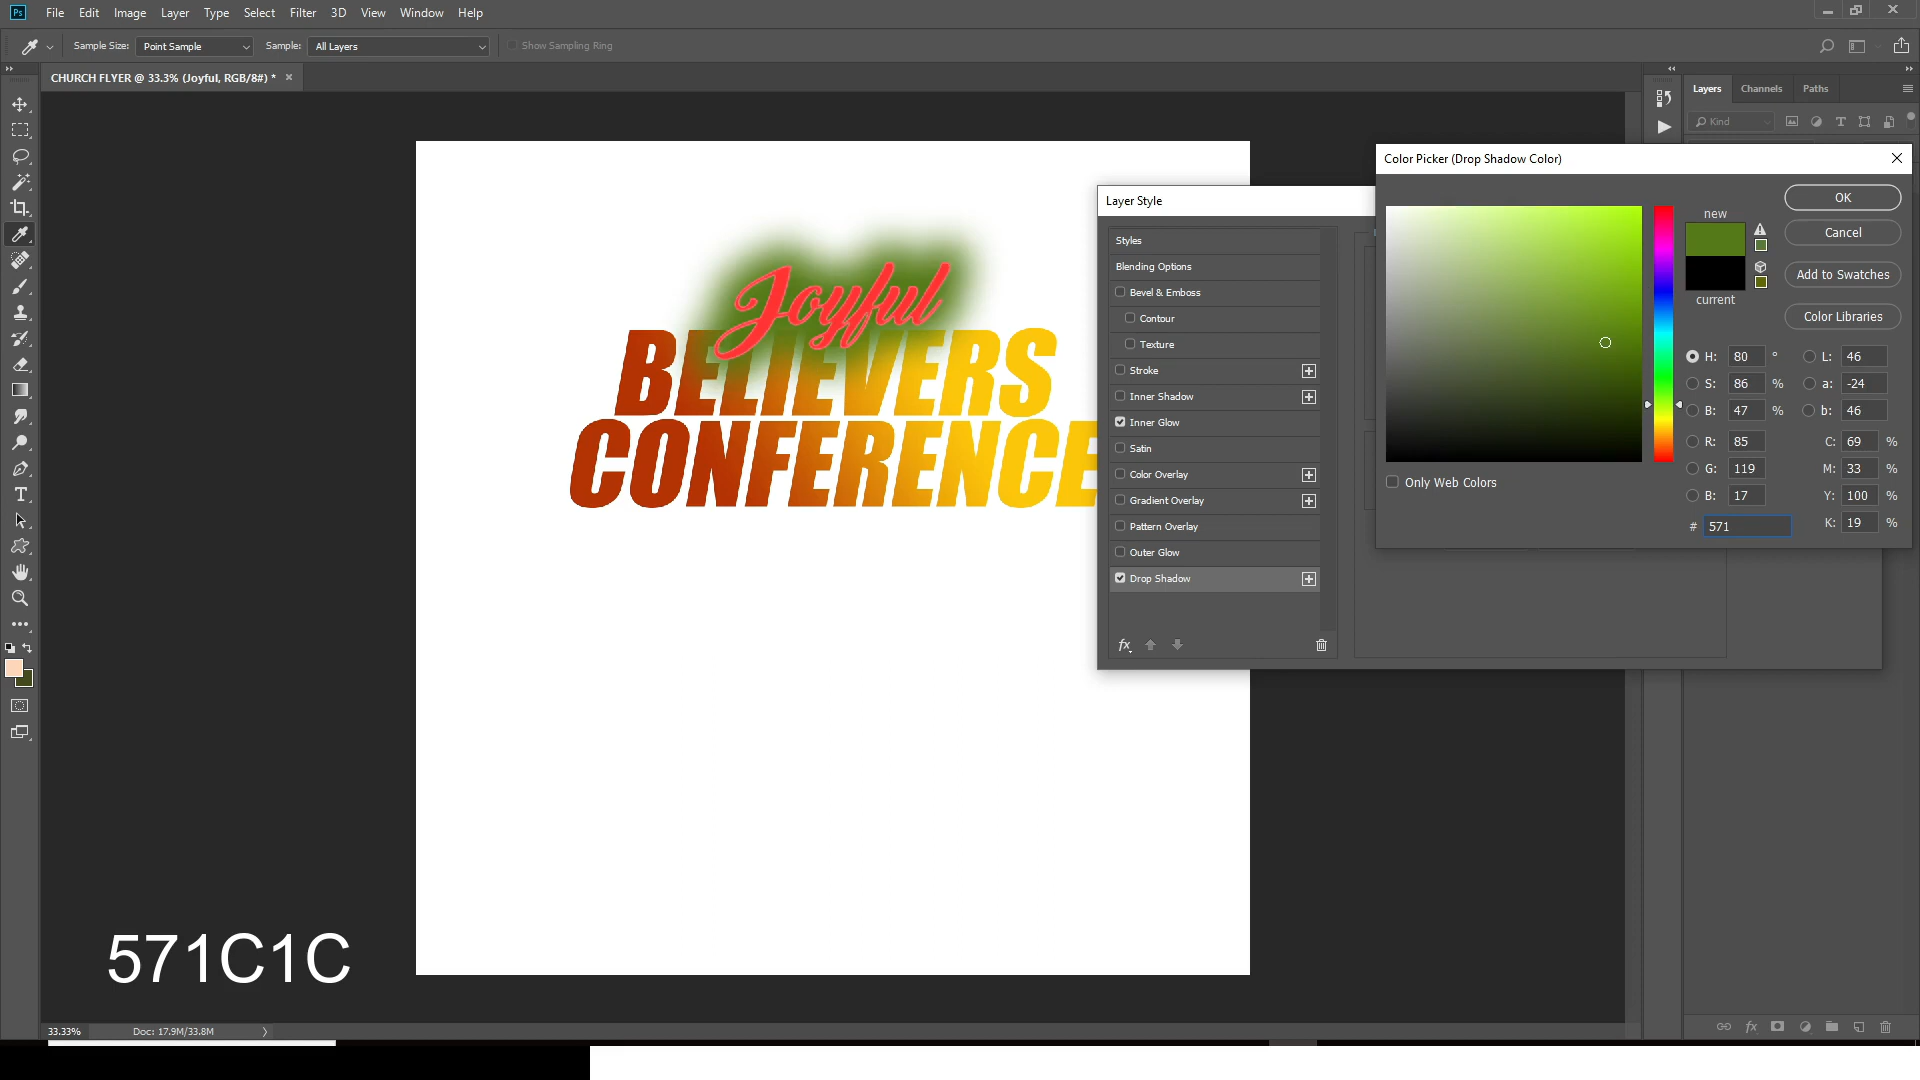 Ps File Edit Image Layer Type Select Filter 3D View Window Help
Sample Size: Point Sample Sample: All Layers Show Sampling Ring
CHURCH FLYER @ 33.3% (Joyful, RGB/8#) *
Layers Channels Paths
Kind
Color Picker (Drop Shadow Color)
OK
Cancel
Add to Swatches
Color Libraries
new
current
Only Web Colors
H: 80 ° L: 46
S: 86 % a: -24
B: 47 % b: 46
R: 85 C: 69 %
G: 119 M: 33 %
B: 17 Y: 100 %
# 571 K: 19 %
Layer Style
Styles
Blending Options
Bevel & Emboss
Contour
Texture
Stroke
Inner Shadow
Inner Glow
Satin
Color Overlay
Gradient Overlay
Pattern Overlay
Outer Glow
Drop Shadow
fx
Joyful
BELIEVERS
CONFERENCE
571C1C
33.33% Doc: 17.9M/33.8M
fx